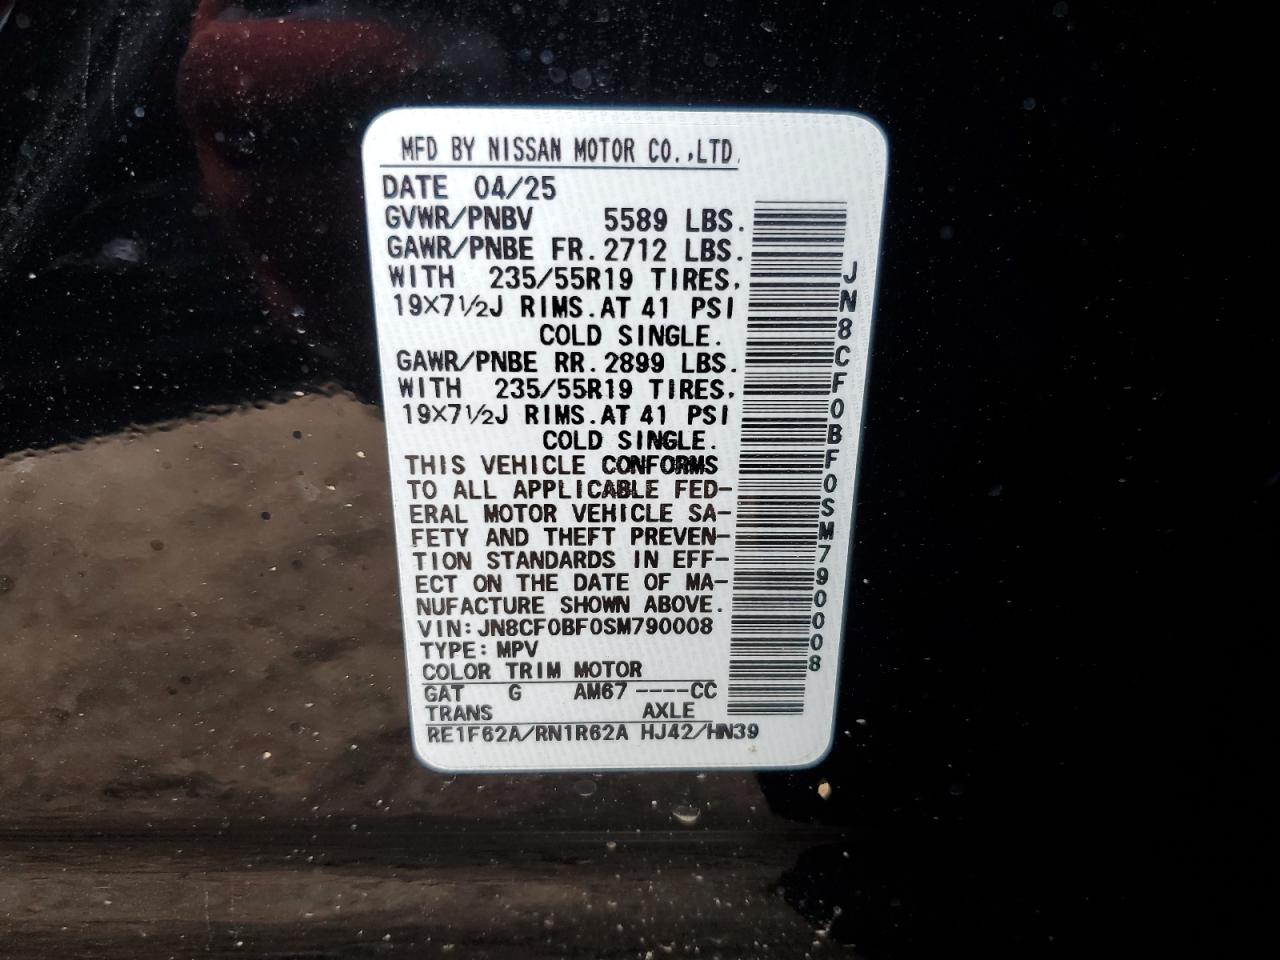 MFD BY NISSAN MOTOR CO.,LTD.
DATE 04/25
GVWR/PNBV 5589 LBS.
GAWR/PNBE FR. 2712 LBS.
WITH 235/55R19 TIRES,
19X7½J RIMS. AT 41 PSI
COLD SINGLE.
GAWR/PNBE RR. 2899 LBS.
WITH 235/55R19 TIRES,
19X7½J RIMS. AT 41 PSI
COLD SINGLE.
THIS VEHICLE CONFORMS
TO ALL APPLICABLE FED-
ERAL MOTOR VEHICLE SA-
FETY AND THEFT PREVEN-
TION STANDARDS IN EFF-
ECT ON THE DATE OF MA-
NUFACTURE SHOWN ABOVE.
VIN: JN8CF0BF0SM790008
TYPE: MPV
COLOR TRIM MOTOR
GAT G AM67 ----CC
TRANS AXLE
RE1F62A/RN1R62A HJ42/HN39
JN8CF0BF0SM790008